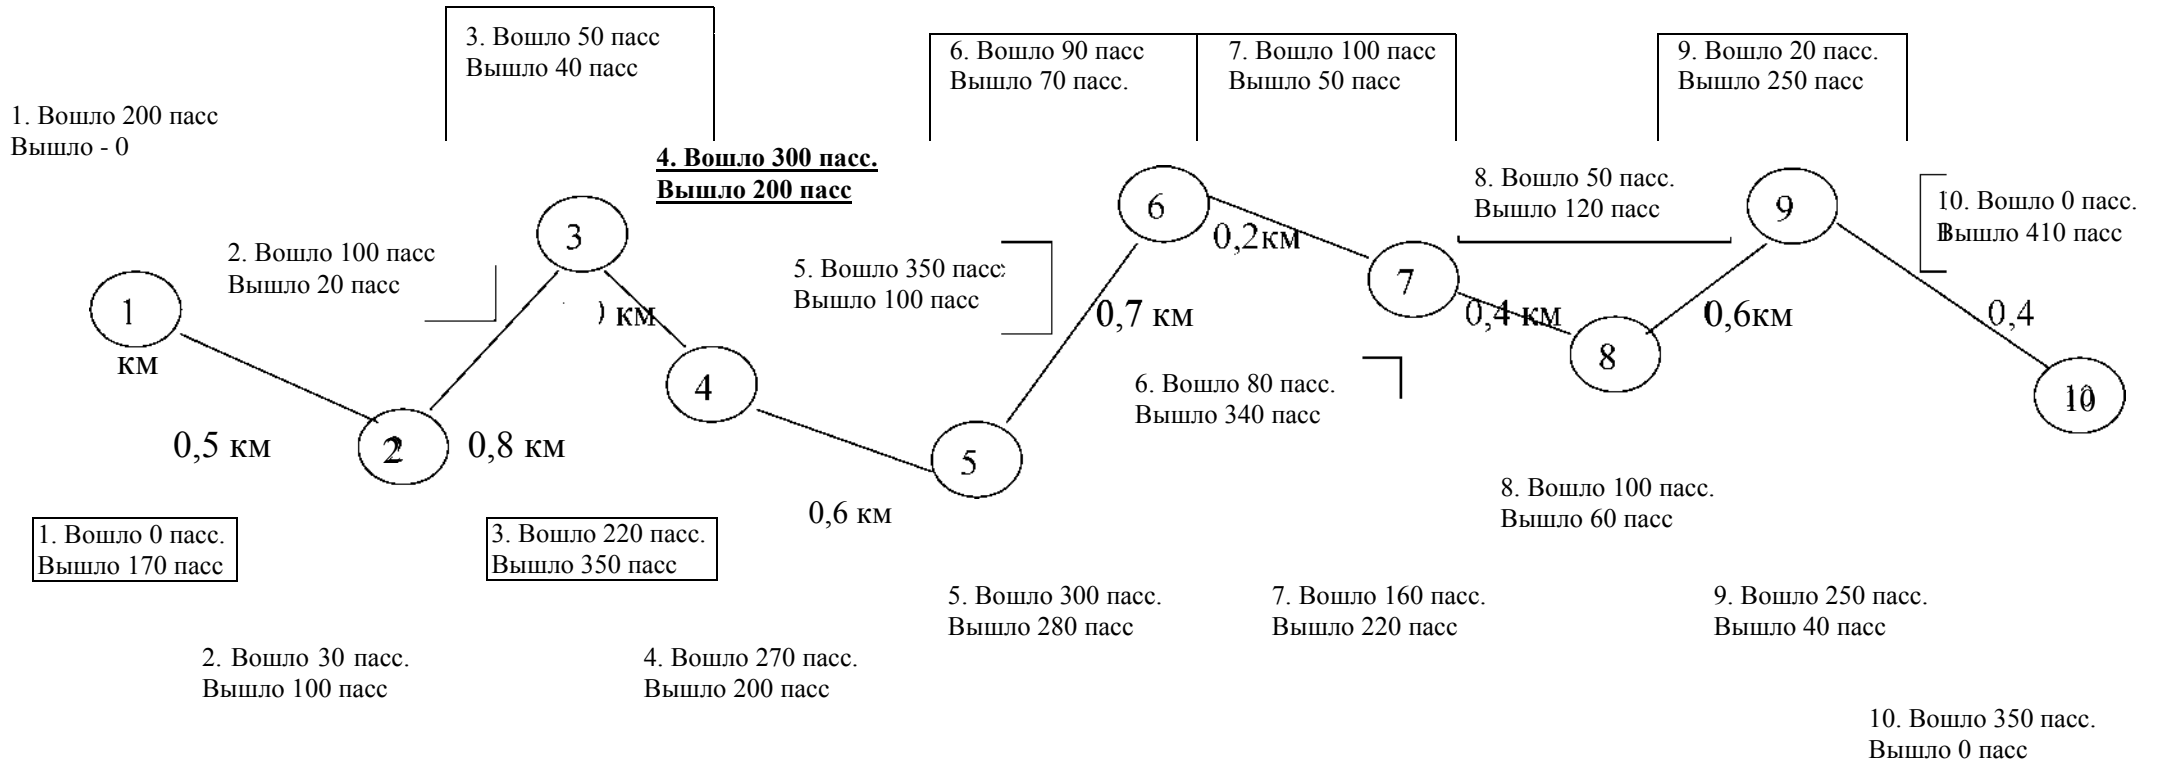 3. Вошло 50 пасс
Вышло 40 пасс
6. Вошло 90 пасс
Вышло 70 пасс.
7. Вошло 100 пасс
Вышло 50 пасс
9. Вошло 20 пасс.
Вышло 250 пасс
1. Вошло 200 пасс
Вышло - 0
4. Вошло 300 пасс.
Вышло 200 пасс
8. Вошло 50 пасс.
Вышло 120 пасс
10. Вошло 0 пасс.
Вышло 410 пасс
2. Вошло 100 пасс
Вышло 20 пасс
5. Вошло 350 пасс
Вышло 100 пасс
3
6
9
0,2км
1
км
км
0,7 км
7
0,4 км
0,6км
0,4
8
4
10
6. Вошло 80 пасс.
Вышло 340 пасс
0,5 км
2
0,8 км
5
0,6 км
8. Вошло 100 пасс.
Вышло 60 пасс
1. Вошло 0 пасс.
Вышло 170 пасс
3. Вошло 220 пасс.
Вышло 350 пасс
5. Вошло 300 пасс.
Вышло 280 пасс
7. Вошло 160 пасс.
Вышло 220 пасс
9. Вошло 250 пасс.
Вышло 40 пасс
2. Вошло 30 пасс.
Вышло 100 пасс
4. Вошло 270 пасс.
Вышло 200 пасс
10. Вошло 350 пасс.
Вышло 0 пасс